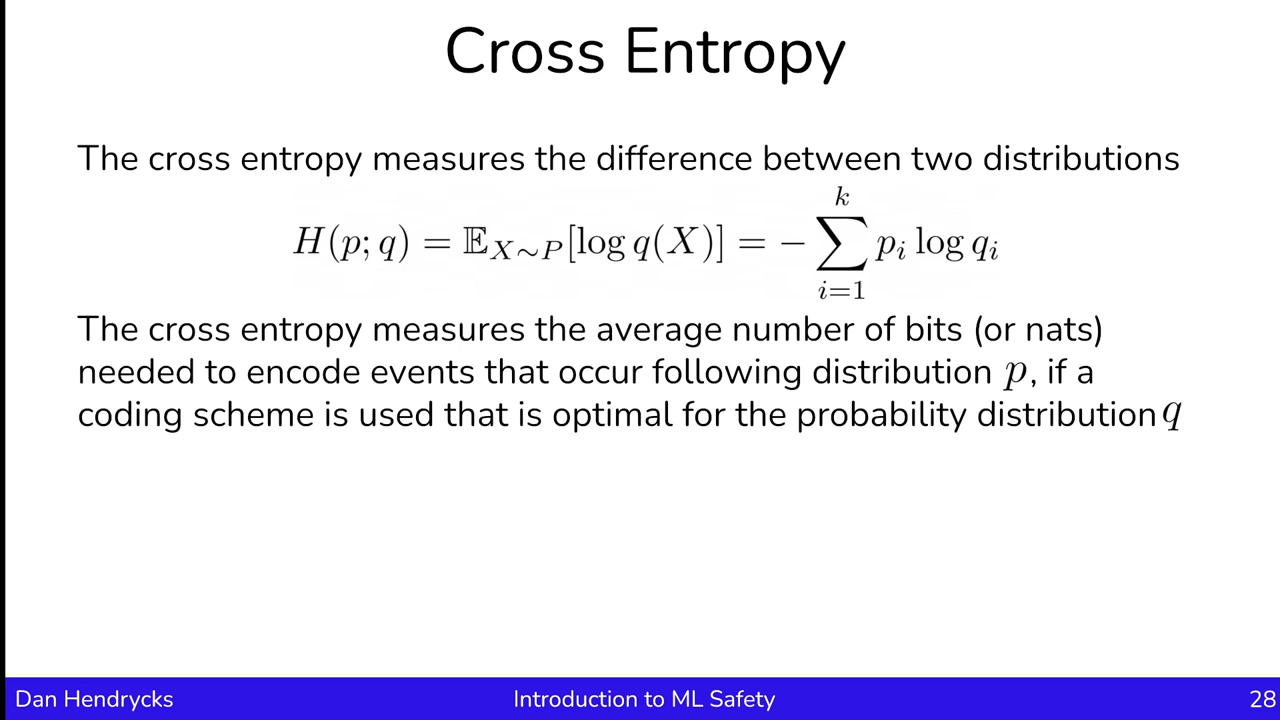 Cross Entropy
The cross entropy measures the difference between two distributions
H(p; q) = 𝔼_{X∼P}[log q(X)] = − ∑_{i=1}^{k} p_i log q_i
The cross entropy measures the average number of bits (or nats)
needed to encode events that occur following distribution p, if a
coding scheme is used that is optimal for the probability distribution q
Dan Hendrycks
Introduction to ML Safety
28